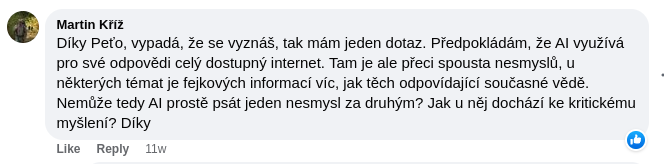 Martin Kříž
Díky Peťo, vypadá, že se vyznáš, tak mám jeden dotaz. Předpokládám, že AI využívá
pro své odpovědi celý dostupný internet. Tam je ale přeci spousta nesmyslů, u
některých témat je fejkových informací víc, jak těch odpovídající současné vědě.
Nemůže tedy AI prostě psát jeden nesmysl za druhým? Jak u něj dochází ke kritickému
myšlení? Díky
Like Reply 11w